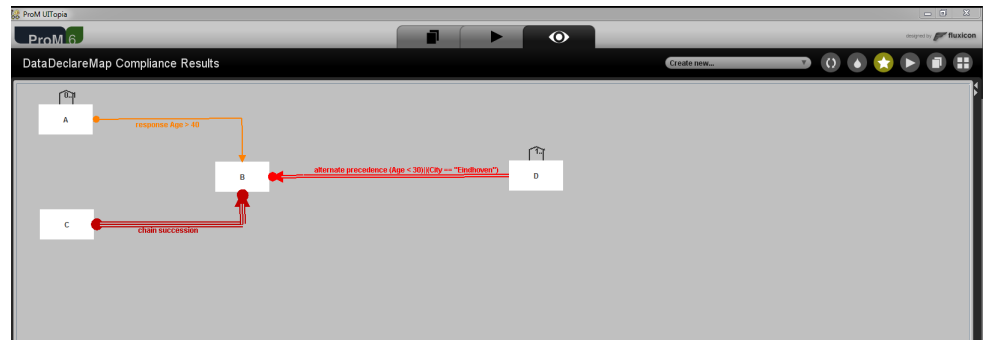 ProM UITopia
ProM 6
designed by fluxicon
DataDeclareMap Compliance Results
Create new...
A
response Age > 40
B
alternate precedence (Age < 30)||(City == "Eindhoven")
1..
D
C
chain succession